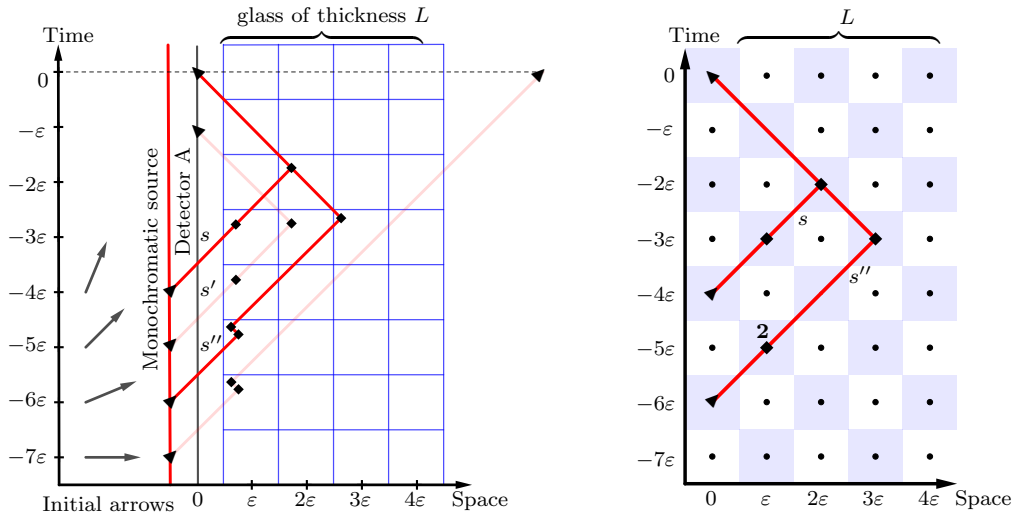 glass of thickness L
Time
0
−ε
−2ε
−3ε
−4ε
−5ε
−6ε
−7ε
Monochromatic source
Detector A
s
s′
s″
Initial arrows
0
ε
2ε
3ε
4ε
Space
L
Time
0
−ε
−2ε
−3ε
−4ε
−5ε
−6ε
−7ε
s
s″
2
0
ε
2ε
3ε
4ε
Space